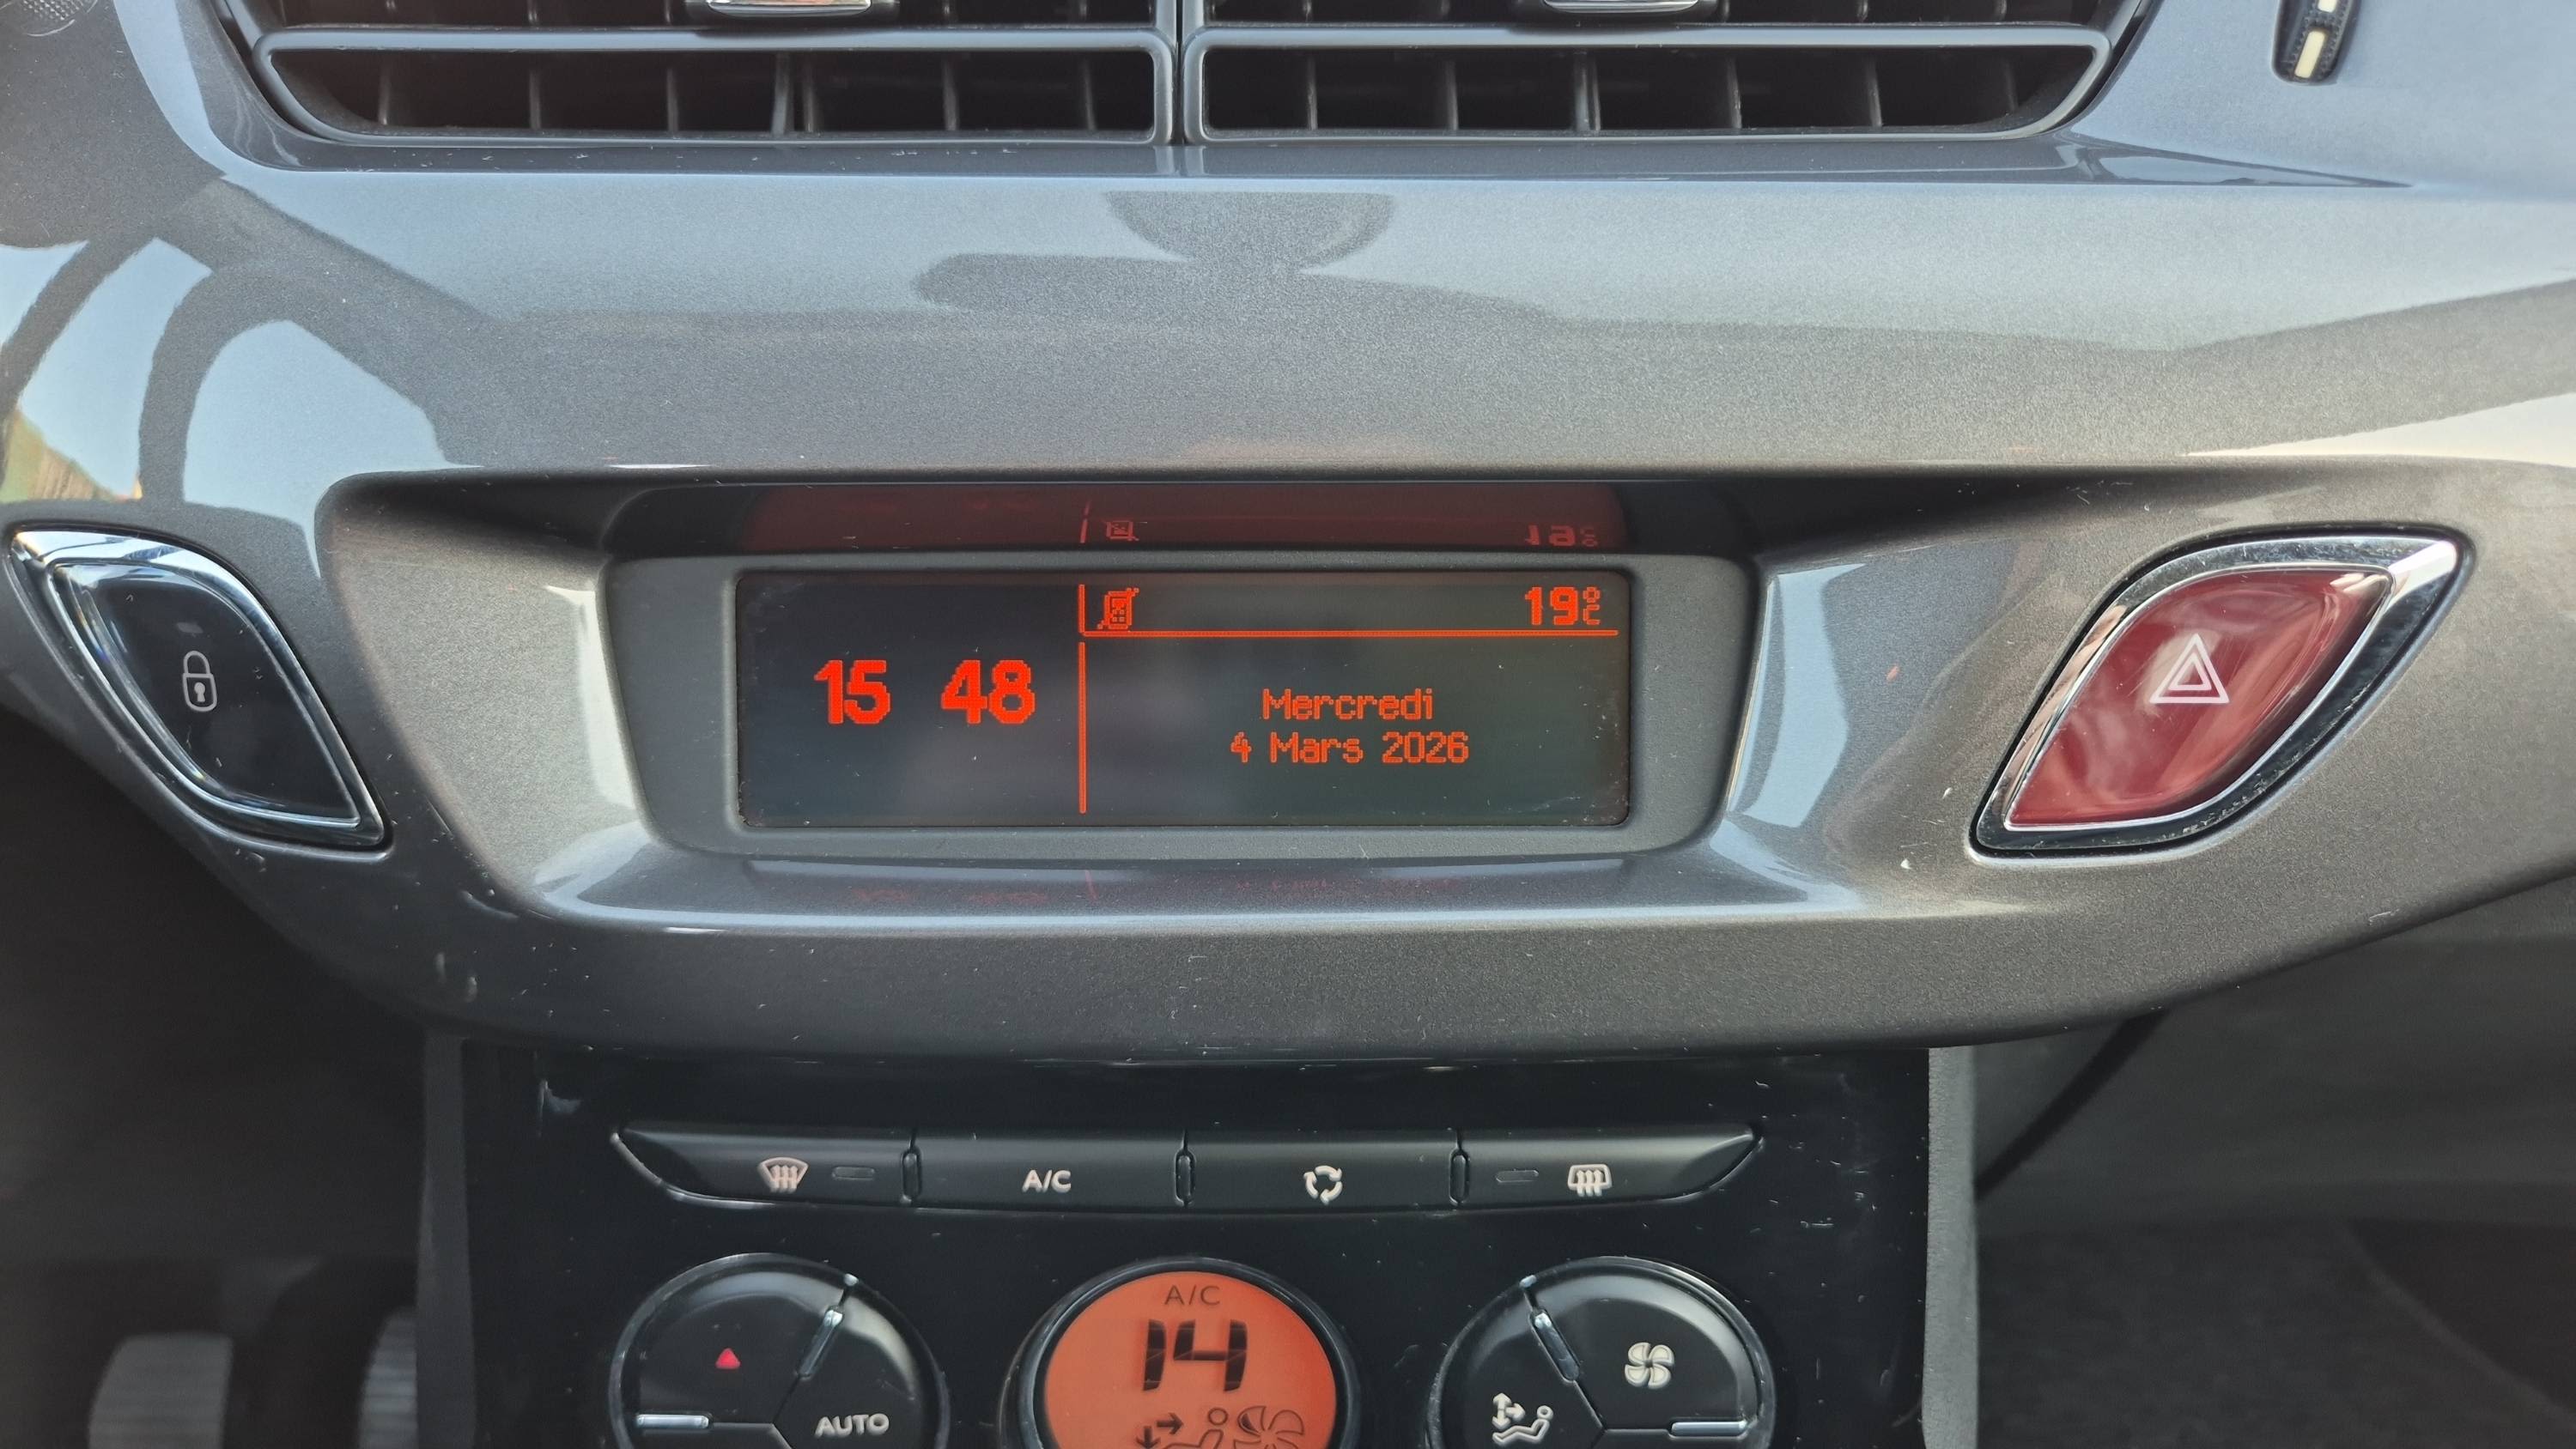 19°C
15 48
Mercredi
4 Mars 2026
A/C
A/C
14
AUTO